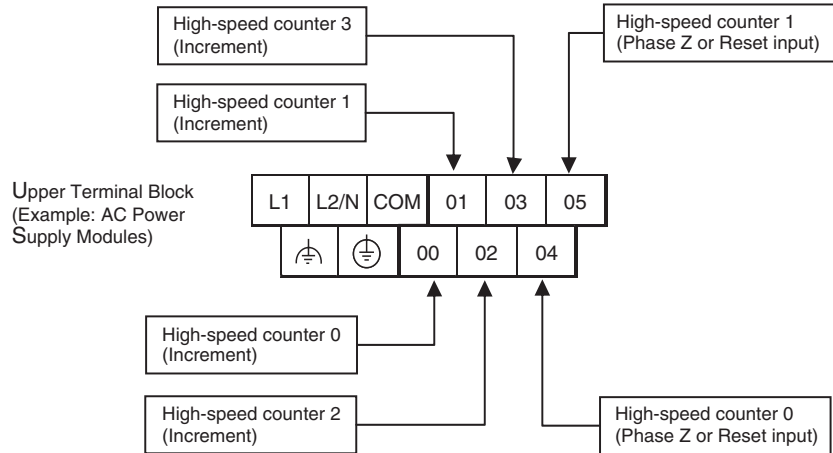 High-speed counter 3
(Increment)
High-speed counter 1
(Phase Z or Reset input)
High-speed counter 1
(Increment)
Upper Terminal Block
(Example: AC Power
Supply Modules)
L1 L2/N COM 01 03 05
00 02 04
High-speed counter 0
(Increment)
High-speed counter 2
(Increment)
High-speed counter 0
(Phase Z or Reset input)